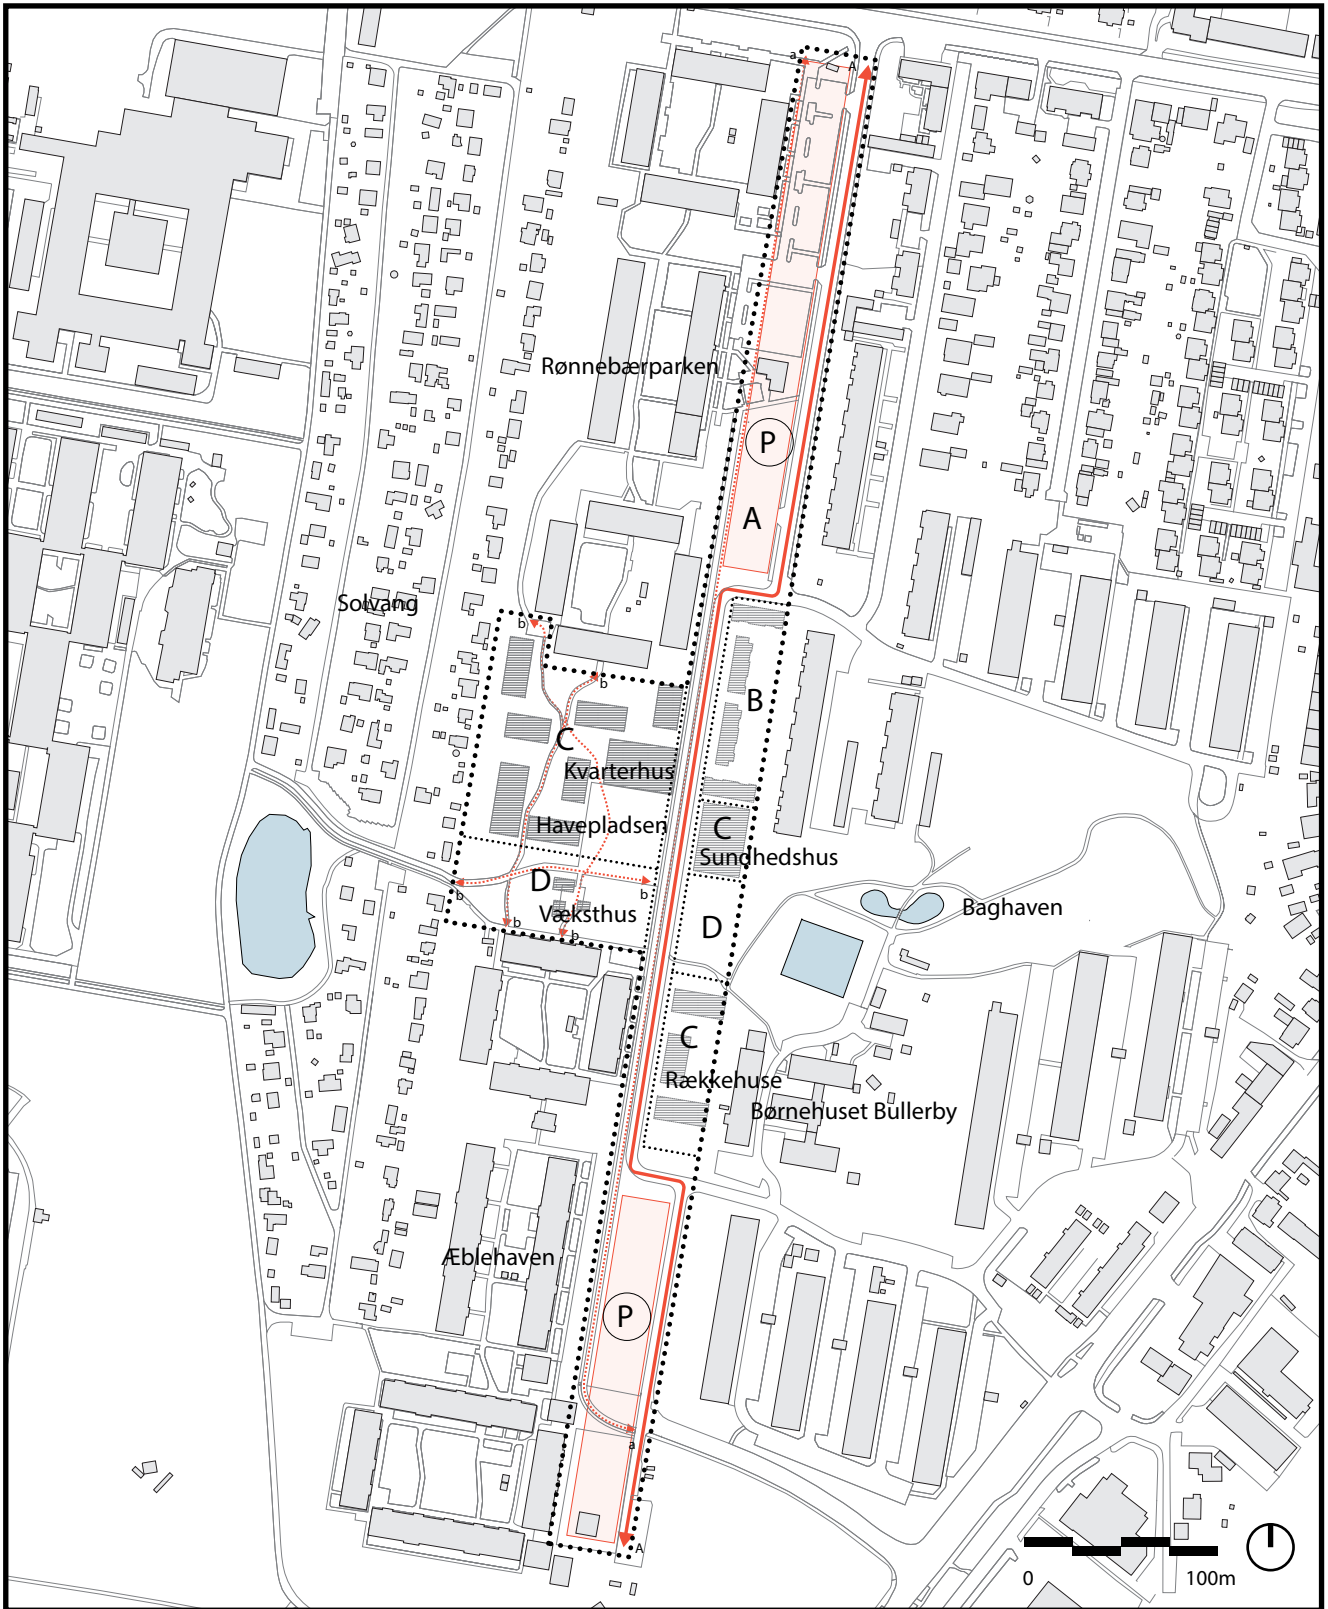 a
A
Rønnebærparken
P
A
Solvang
b
b
B
C
Kvarterhus
Havepladsen
C
Sundhedshus
D
b
b
Væksthus
b
b
D
Baghaven
C
Rækkehuse
Børnehuset Bullerby
Æblehaven
P
a
A
0
100m